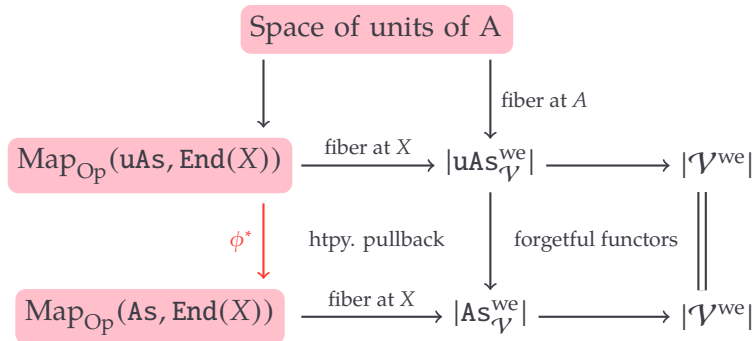 Space of units of A
fiber at A
Map_Op(uAs, End(X)) fiber at X |uAs_𝒱^we| |𝒱^we|
ϕ* htpy. pullback forgetful functors
Map_Op(As, End(X)) fiber at X |As_𝒱^we| |𝒱^we|